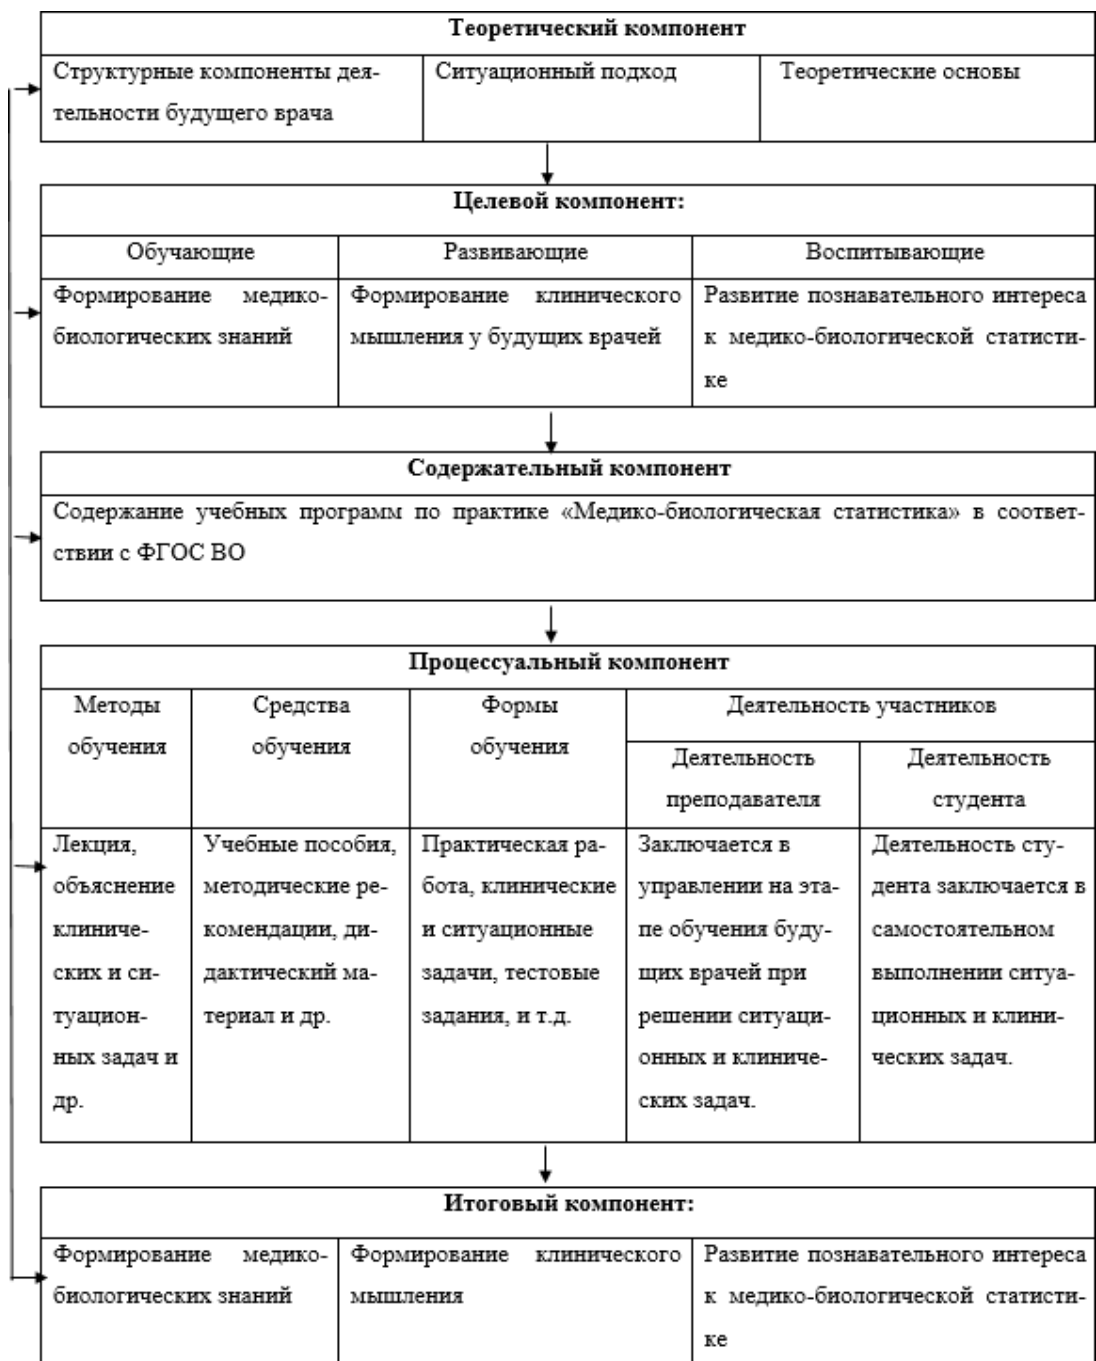 Теоретический компонент
Структурные компоненты дея-
тельности будущего врача
Ситуационный подход
Теоретические основы
Целевой компонент:
Обучающие
Развивающие
Воспитывающие
Формирование медико-
биологических знаний
Формирование клинического
мышления у будущих врачей
Развитие познавательного интереса
к медико-биологической статисти-
ке
Содержательный компонент
Содержание учебных программ по практике «Медико-биологическая статистика» в соответ-
ствии с ФГОС ВО
Процессуальный компонент
Методы
обучения
Средства
обучения
Формы
обучения
Деятельность участников
Деятельность
преподавателя
Деятельность
студента
Лекция,
объяснение
клиниче-
ских и си-
туацион-
ных задач и
др.
Учебные пособия,
методические ре-
комендации, ди-
дактический ма-
териал и др.
Практическая ра-
бота, клинические
и ситуационные
задачи, тестовые
задания, и т.д.
Заключается в
управлении на эта-
пе обучения буду-
щих врачей при
решении ситуаци-
онных и клиниче-
ских задач.
Деятельность сту-
дента заключается в
самостоятельном
выполнении ситуа-
ционных и клини-
ческих задач.
Итоговый компонент:
Формирование медико-
биологических знаний
Формирование клинического
мышления
Развитие познавательного интереса
к медико-биологической статисти-
ке